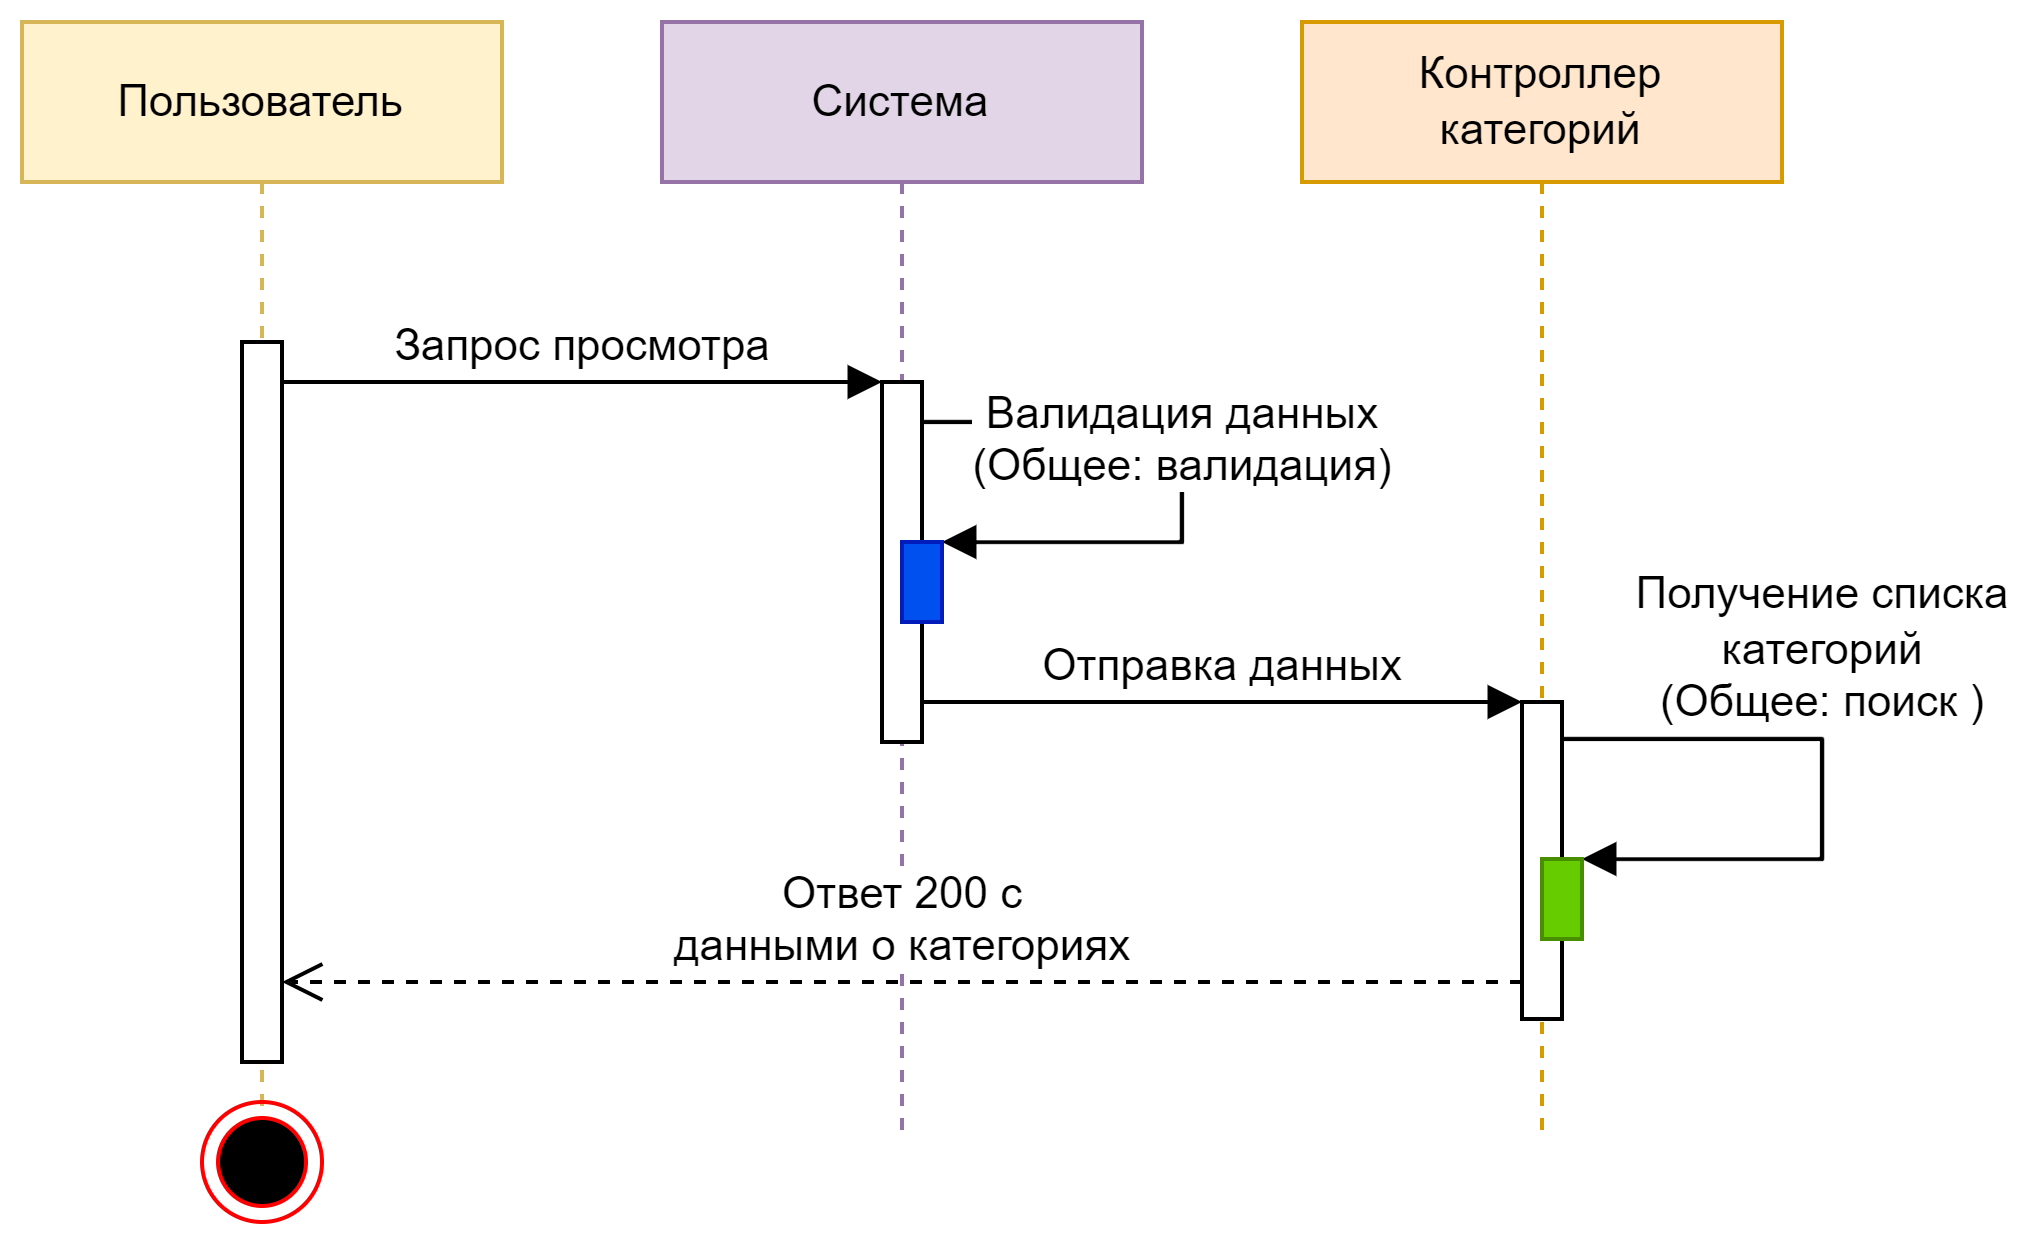 Пользователь
Система
Контроллер
категорий
Запрос просмотра
Валидация данных
(Общее: валидация)
Получение списка
категорий
(Общее: поиск )
Отправка данных
Ответ 200 с
данными о категориях